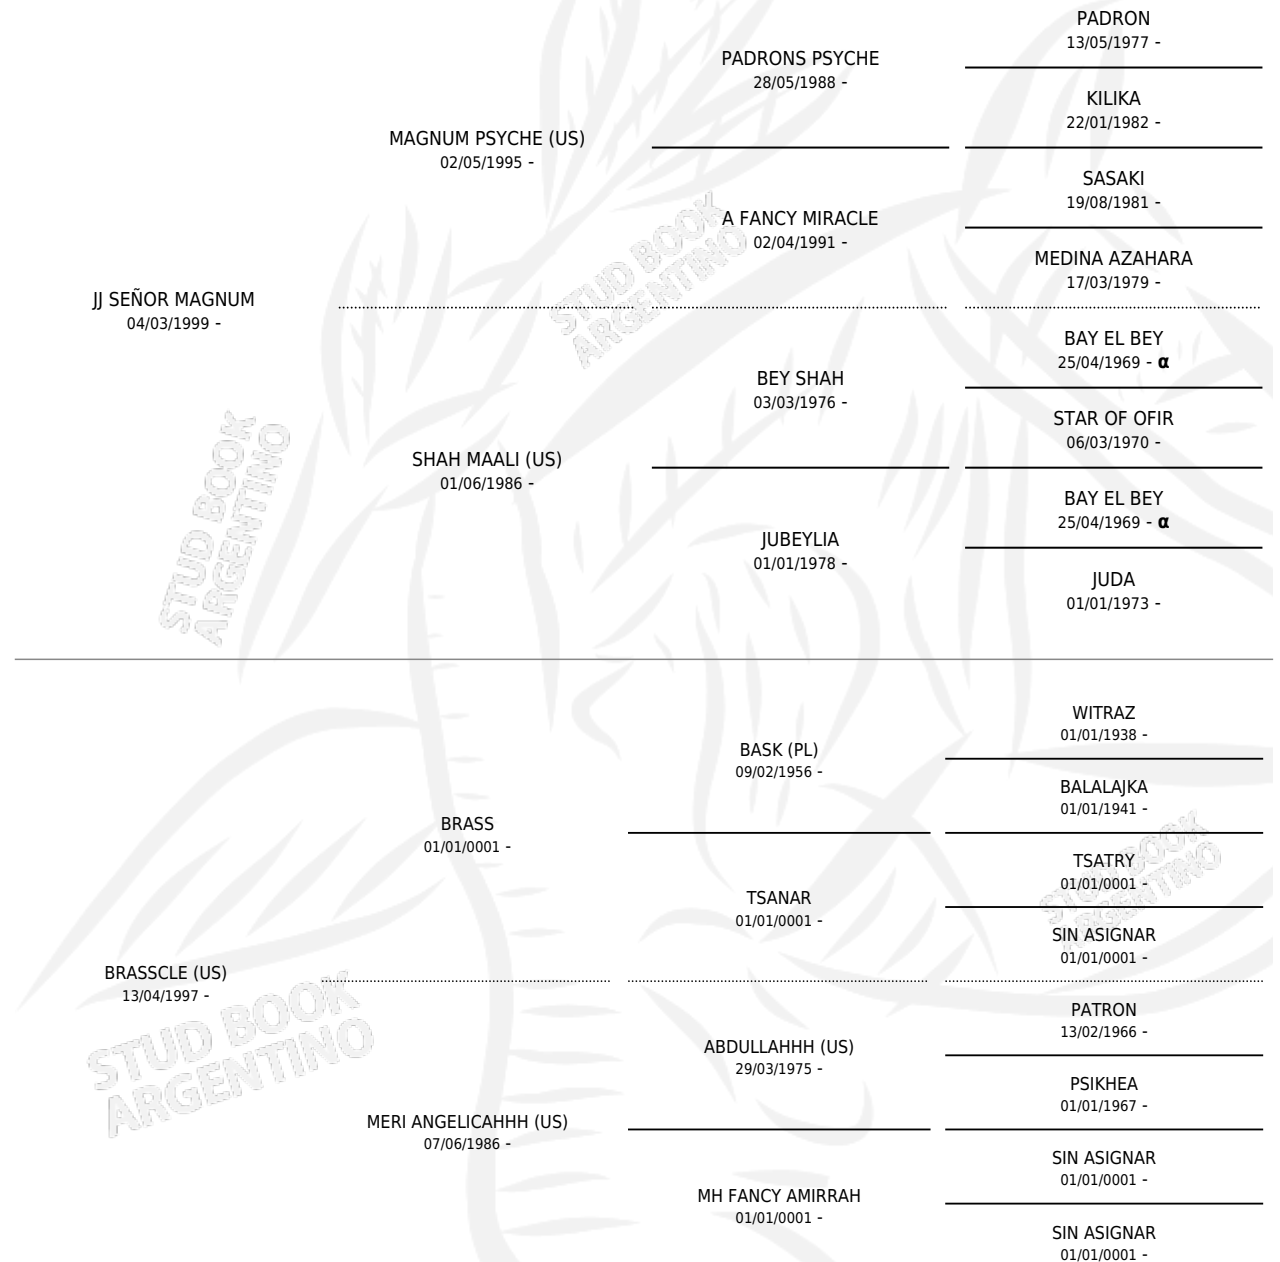 PADRON
13/05/1977 -
PADRONS PSYCHE
28/05/1988 -
KILIKA
22/01/1982 -
MAGNUM PSYCHE (US)
02/05/1995 -
SASAKI
19/08/1981 -
A FANCY MIRACLE
02/04/1991 -
MEDINA AZAHARA
17/03/1979 -
JJ SEÑOR MAGNUM
04/03/1999 -
BAY EL BEY
25/04/1969 - α
BEY SHAH
03/03/1976 -
STAR OF OFIR
06/03/1970 -
SHAH MAALI (US)
01/06/1986 -
BAY EL BEY
25/04/1969 - α
JUBEYLIA
01/01/1978 -
JUDA
01/01/1973 -
WITRAZ
01/01/1938 -
BASK (PL)
09/02/1956 -
BALALAJKA
01/01/1941 -
BRASS
01/01/0001 -
TSATRY
01/01/0001 -
TSANAR
01/01/0001 -
SIN ASIGNAR
01/01/0001 -
BRASSCLE (US)
13/04/1997 -
PATRON
13/02/1966 -
ABDULLAHHH (US)
29/03/1975 -
PSIKHEA
01/01/1967 -
MERI ANGELICAHHH (US)
07/06/1986 -
SIN ASIGNAR
01/01/0001 -
MH FANCY AMIRRAH
01/01/0001 -
SIN ASIGNAR
01/01/0001 -
STUD BOOK
ARGENTINO
STUD BOOK
ARGENTINO
STUD BOOK
ARGENTINO
STUD BOOK
ARGENTINO